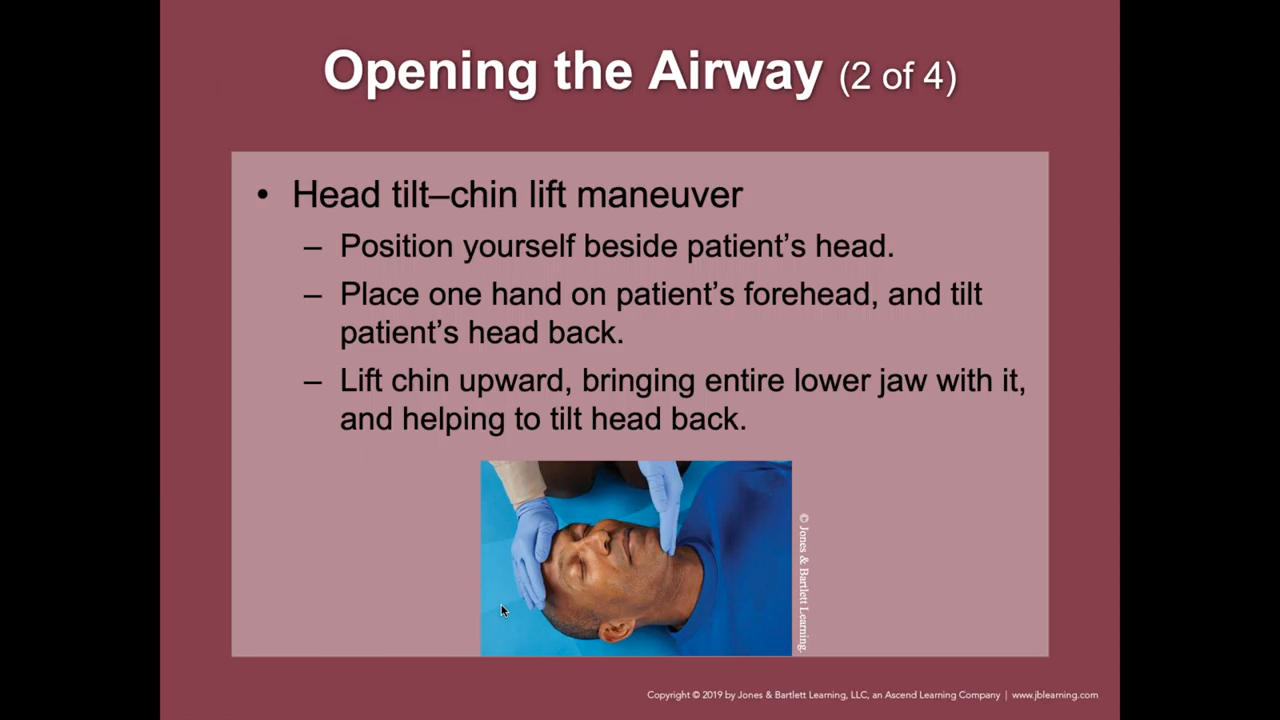 Opening the Airway (2 of 4)
• Head tilt–chin lift maneuver
– Position yourself beside patient’s head.
– Place one hand on patient’s forehead, and tilt
patient’s head back.
– Lift chin upward, bringing entire lower jaw with it,
and helping to tilt head back.
© Jones & Bartlett Learning.
Copyright © 2019 by Jones & Bartlett Learning, LLC, an Ascend Learning Company | www.jblearning.com